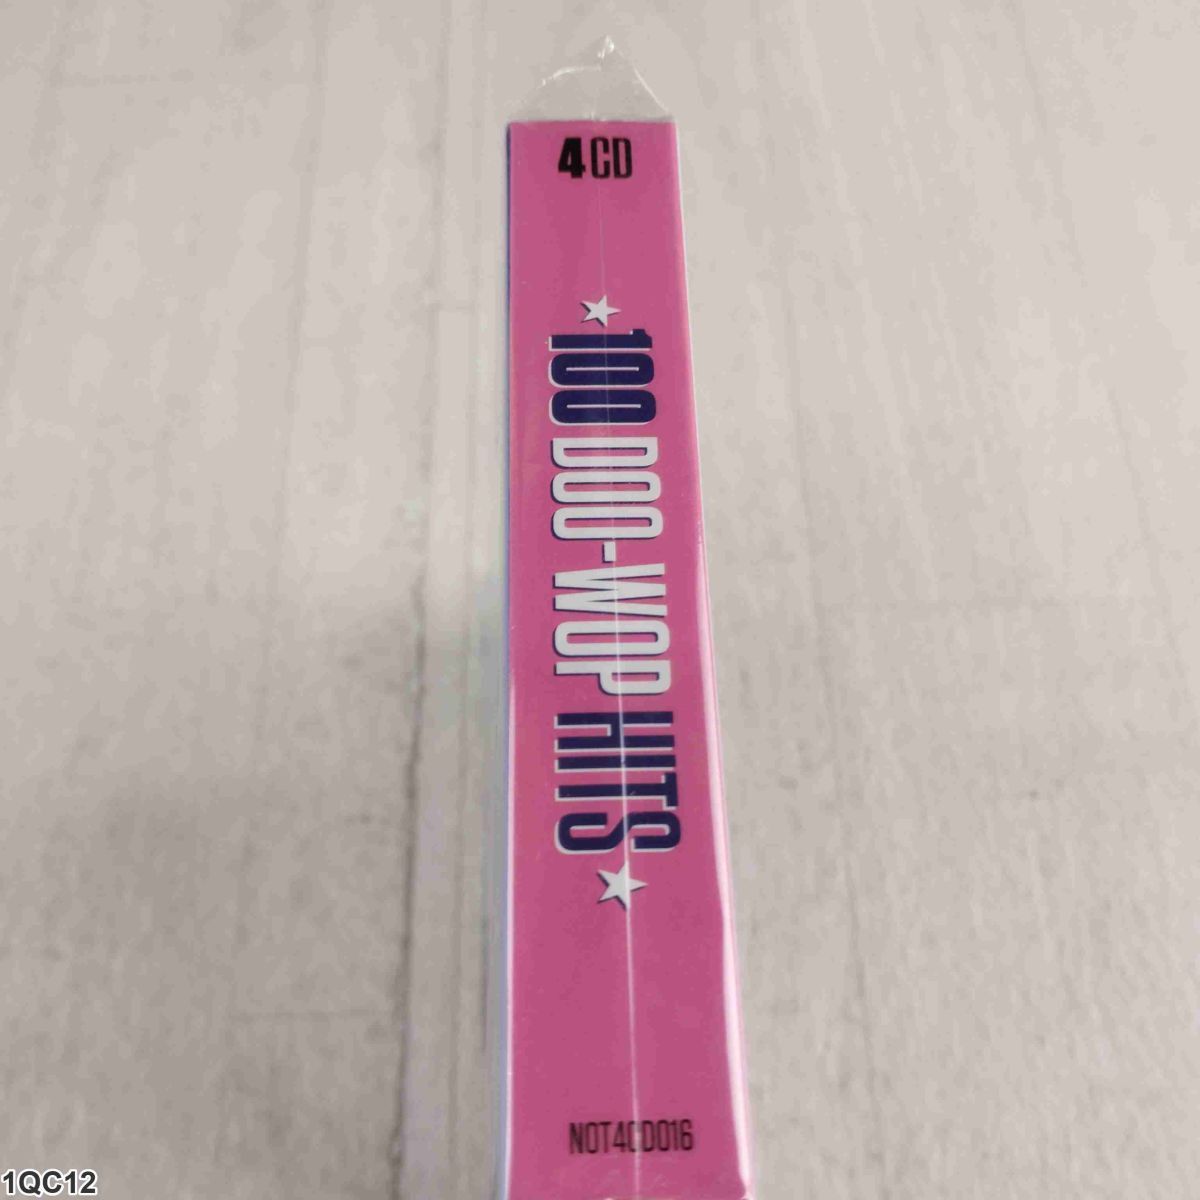 4CD
100 DOO-WOP HITS
NOT4CD016
1QC12